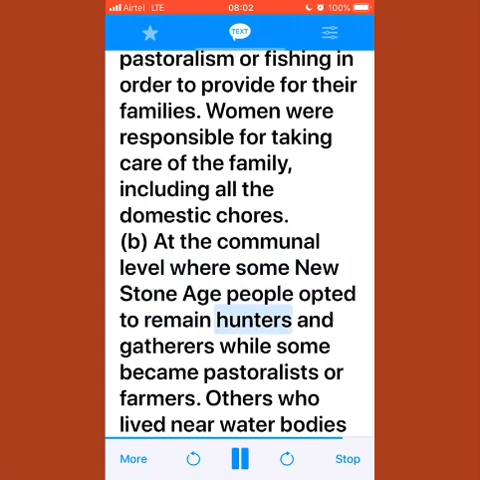 Airtel LTE 08:02 100%
TEXT
pastoralism or fishing in
order to provide for their
families. Women were
responsible for taking
care of the family,
including all the
domestic chores.
(b) At the communal
level where some New
Stone Age people opted
to remain hunters and
gatherers while some
became pastoralists or
farmers. Others who
lived near water bodies
More Stop